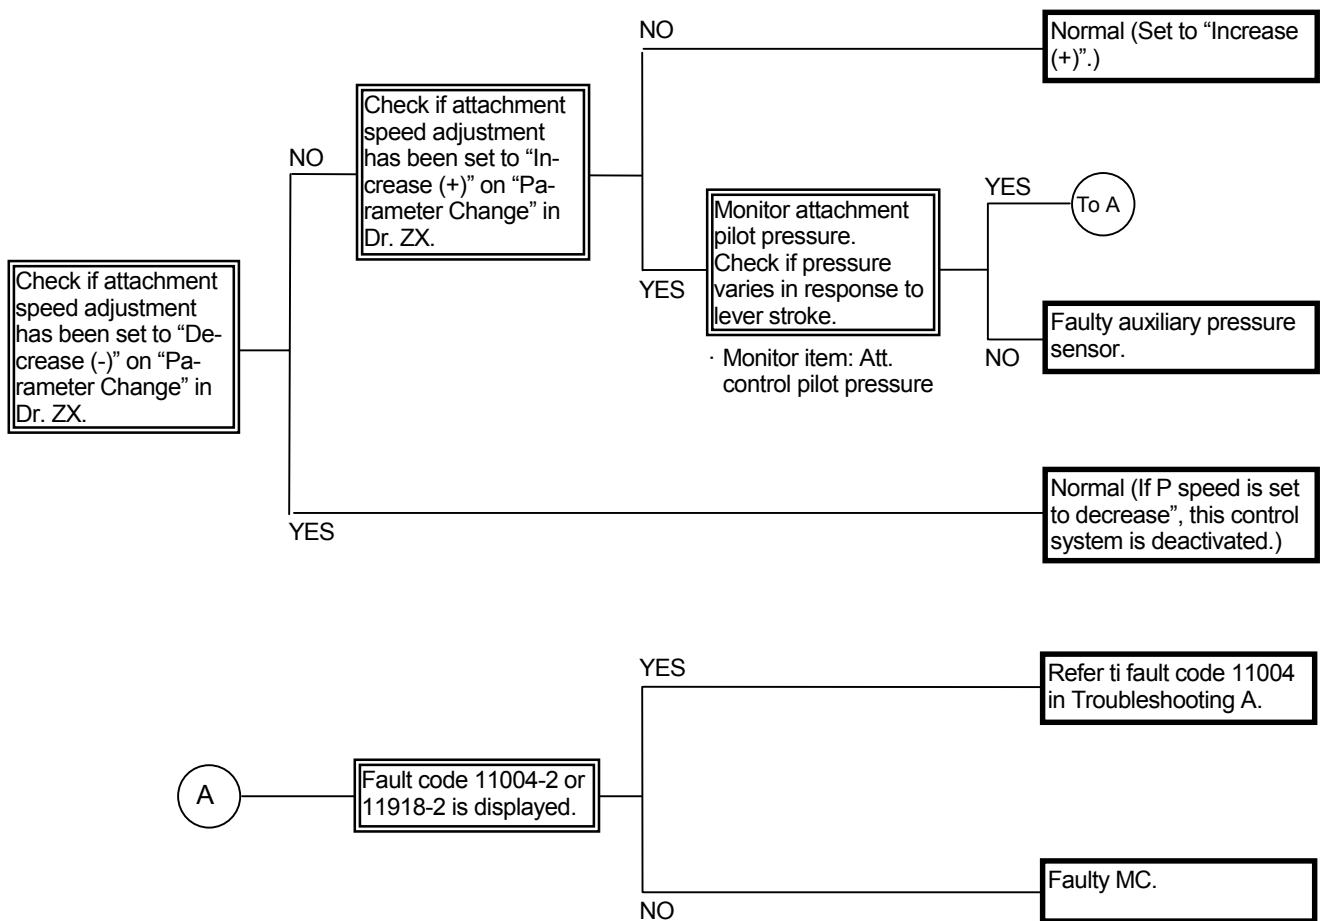 NO
Normal (Set to “Increase
(+)”.)
Check if attachment
speed adjustment
has been set to “In-
crease (+)” on “Pa-
rameter Change” in
Dr. ZX.
NO
YES
To A
Monitor attachment
pilot pressure.
Check if pressure
varies in response to
lever stroke.
YES
Check if attachment
speed adjustment
has been set to “De-
crease (-)” on “Pa-
rameter Change” in
Dr. ZX.
Faulty auxiliary pressure
sensor.
NO
· Monitor item: Att.
control pilot pressure
Normal (If P speed is set
to decrease”, this control
system is deactivated.)
YES
YES
Refer ti fault code 11004
in Troubleshooting A.
A
Fault code 11004-2 or
11918-2 is displayed.
Faulty MC.
NO